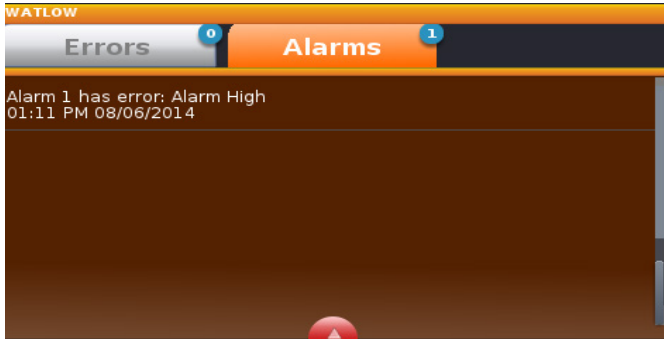 WATLOW
Errors
0
Alarms
1
Alarm 1 has error: Alarm High
01:11 PM 08/06/2014